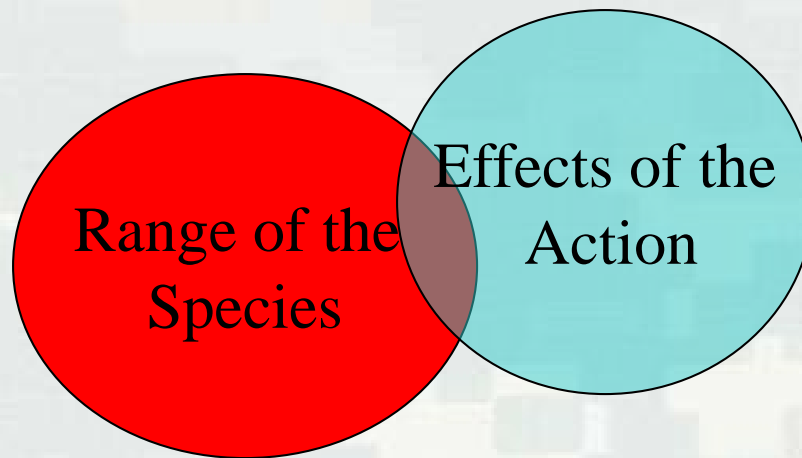 Range of the
Species
Effects of the
Action